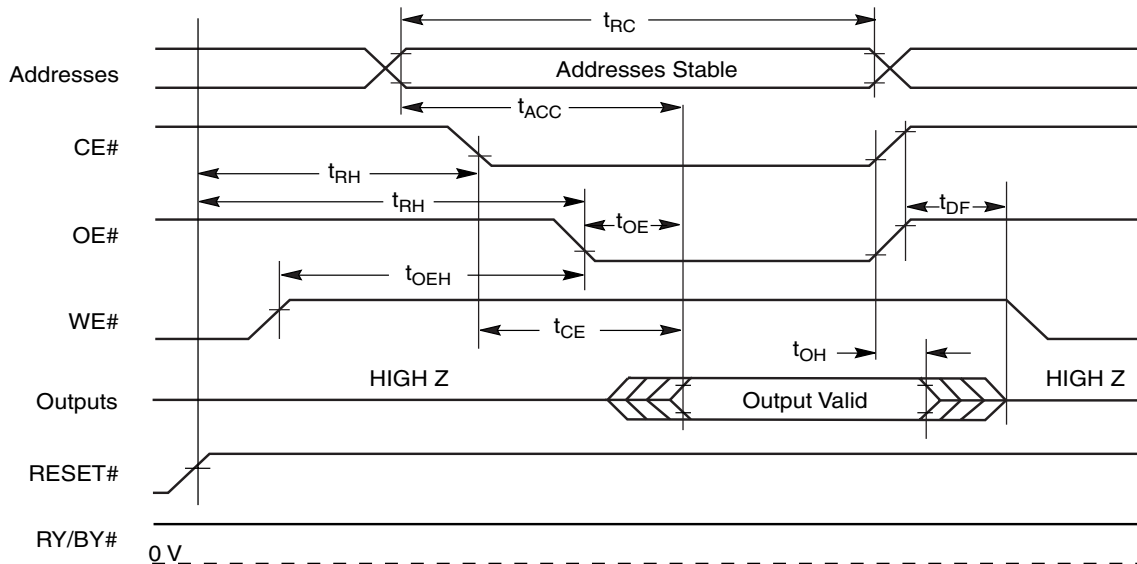 tRC
Addresses
Addresses Stable
tACC
CE#
tRH
tRH
OE#
tOE
tDF
tOEH
WE#
tCE
tOH
HIGH Z
HIGH Z
Outputs
Output Valid
RESET#
RY/BY#
0 V